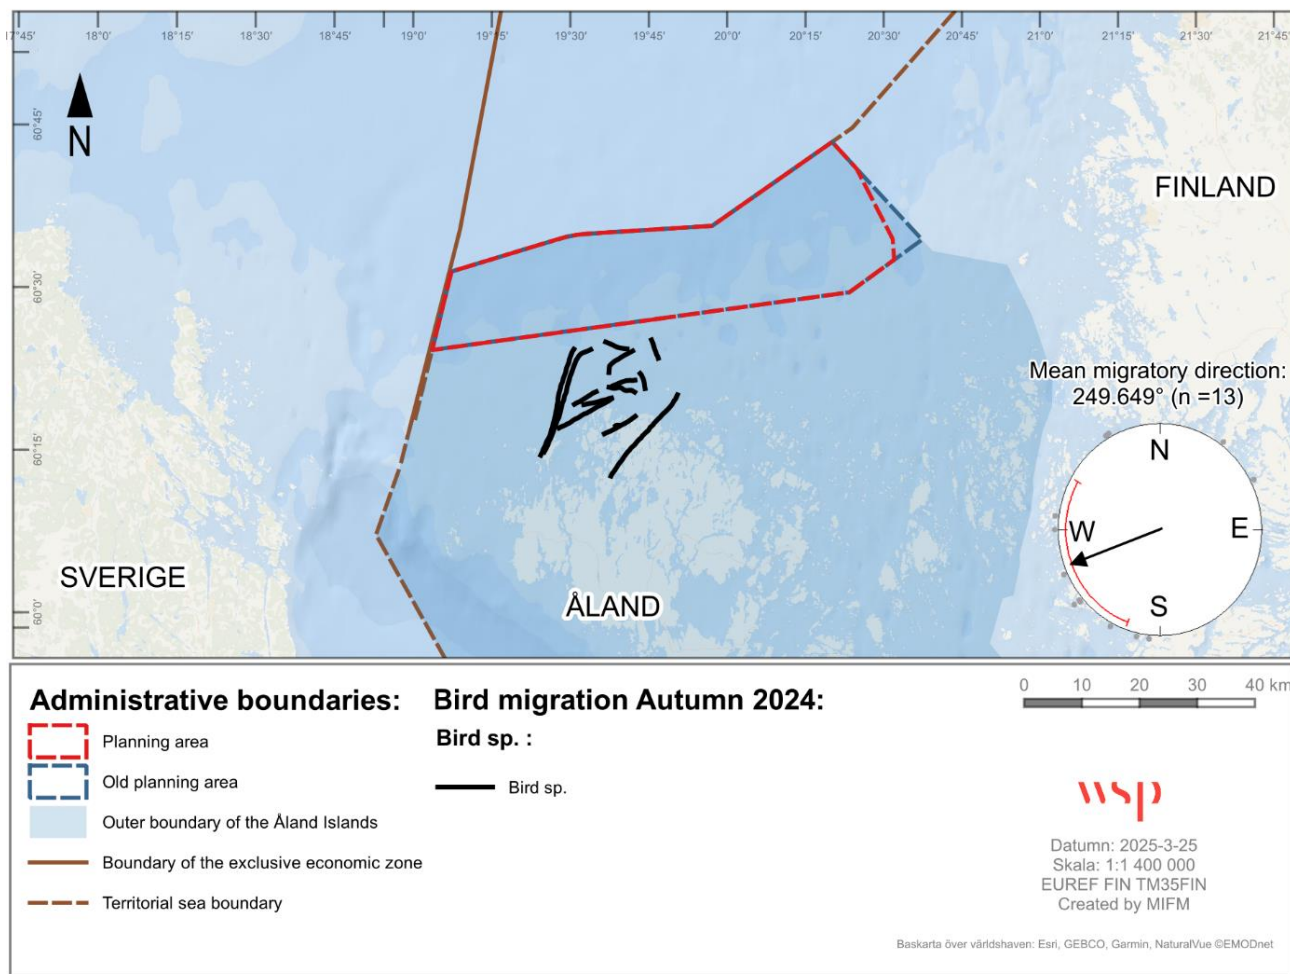 17°45' 18°0' 18°30' 18°45' 19°0' 19°15' 19°30' 19°45' 20°0' 20°15' 20°30' 20°45' 21°0' 21°15' 21°30' 21°45'
60°45'
N
FINLAND
60°30'
Mean migratory direction:
249.649° (n =13)
60°15'
N
W
E
S
SVERIGE
ÅLAND
60°0'
Administrative boundaries:
Planning area
Old planning area
Outer boundary of the Åland Islands
Boundary of the exclusive economic zone
Territorial sea boundary
Bird migration Autumn 2024:
Bird sp. :
Bird sp.
0 10 20 30 40 km
wsp
Datumn: 2025-3-25
Skala: 1:1 400 000
EUREF FIN TM35FIN
Created by MIFM
Baskarta över världshaven: Esri, GEBCO, Garmin, NaturalVue ©EMODnet